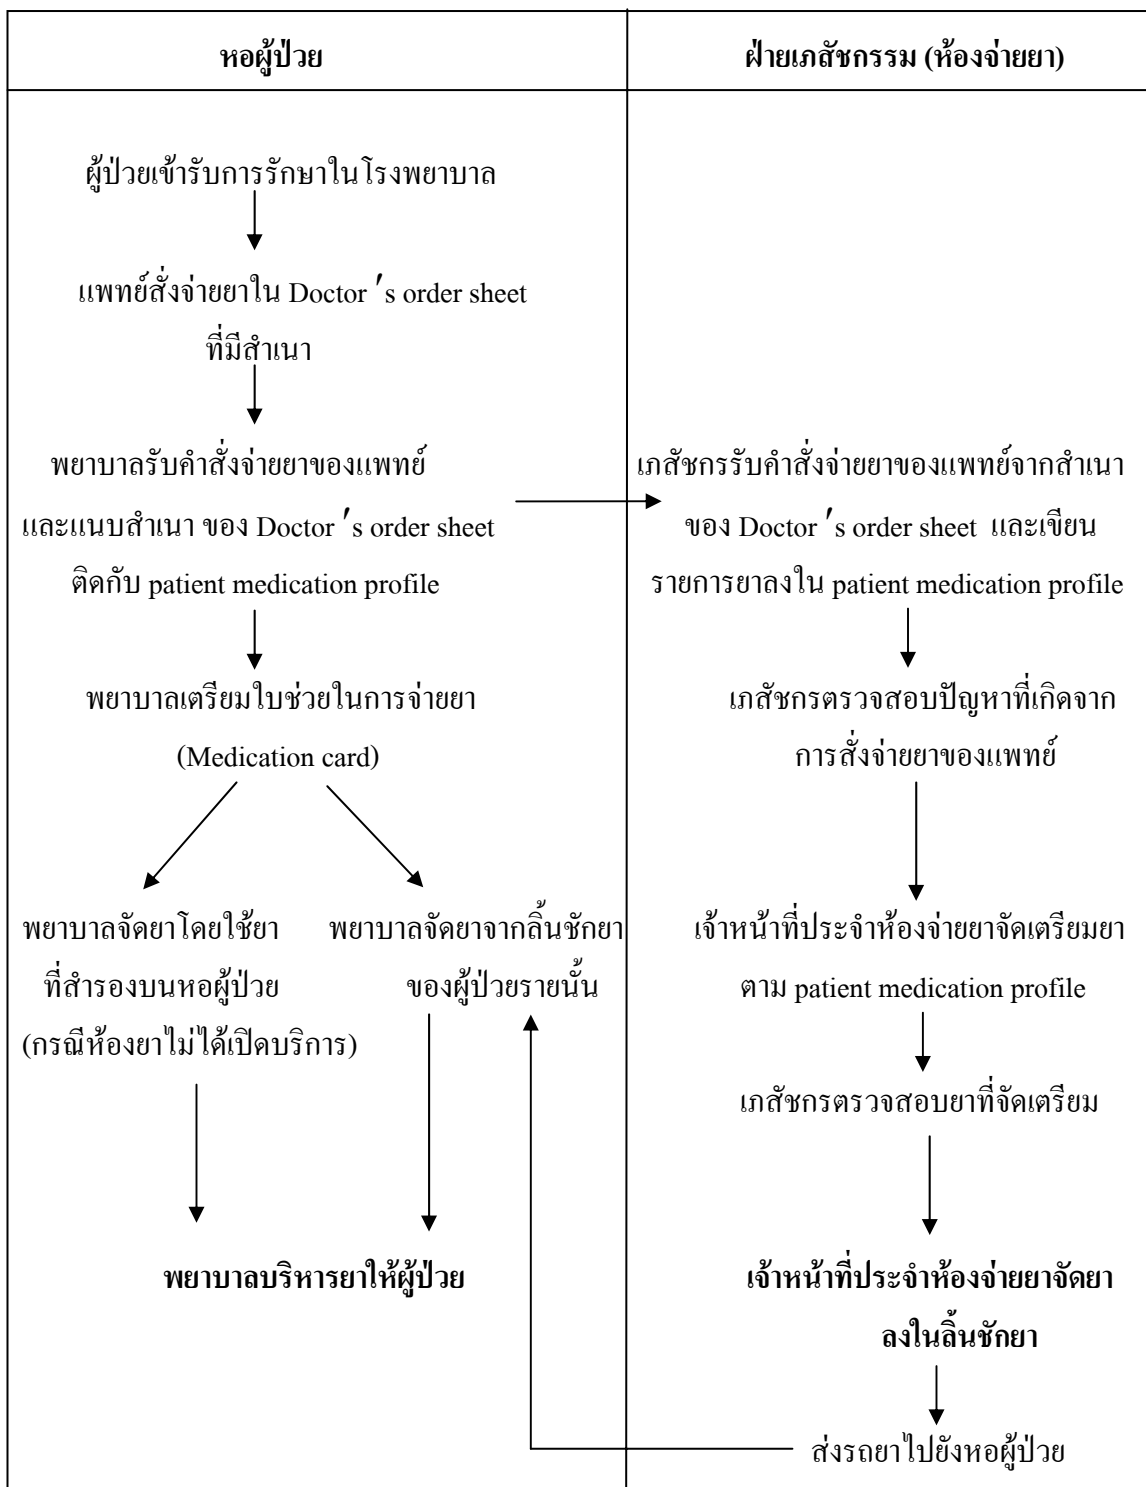 หอผู้ป่วย
ฝ่ายเภสัชกรรม (ห้องจ่ายยา)
ผู้ป่วยเข้ารับการรักษาในโรงพยาบาล
แพทย์สั่งจ่ายยาใน Doctor ′s order sheet
ที่มีสำเนา
พยาบาลรับคำสั่งจ่ายยาของแพทย์
และแนบสำเนา ของ Doctor ′s order sheet
ติดกับ patient medication profile
พยาบาลเตรียมใบช่วยในการจ่ายยา
(Medication card)
พยาบาลจัดยาโดยใช้ยา
ที่สำรองบนหอผู้ป่วย
(กรณีห้องยาไม่ได้เปิดบริการ)
พยาบาลจัดยาจากลิ้นชักยา
ของผู้ป่วยรายนั้น
พยาบาลบริหารยาให้ผู้ป่วย
เภสัชกรรับคำสั่งจ่ายยาของแพทย์จากสำเนา
ของ Doctor ′s order sheet และเขียน
รายการยาลงใน patient medication profile
เภสัชกรตรวจสอบปัญหาที่เกิดจาก
การสั่งจ่ายยาของแพทย์
เจ้าหน้าที่ประจำห้องจ่ายยาจัดเตรียมยา
ตาม patient medication profile
เภสัชกรตรวจสอบยาที่จัดเตรียม
เจ้าหน้าที่ประจำห้องจ่ายยาจัดยา
ลงในลิ้นชักยา
ส่งรถยาไปยังหอผู้ป่วย